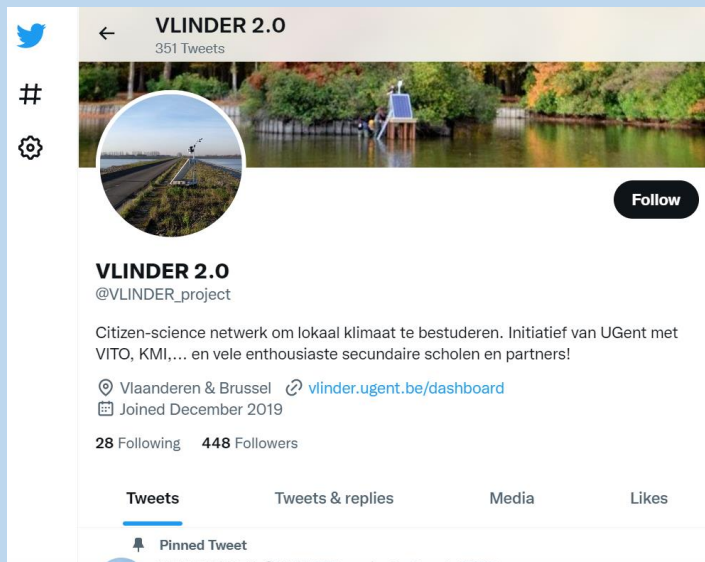 VLINDER 2.0
351 Tweets
#
Follow
VLINDER 2.0
@VLINDER_project
Citizen-science netwerk om lokaal klimaat te bestuderen. Initiatief van UGent met
VITO, KMI,... en vele enthousiaste secundaire scholen en partners!
Vlaanderen & Brussel vlinder.ugent.be/dashboard
Joined December 2019
28 Following 448 Followers
Tweets Tweets & replies Media Likes
Pinned Tweet